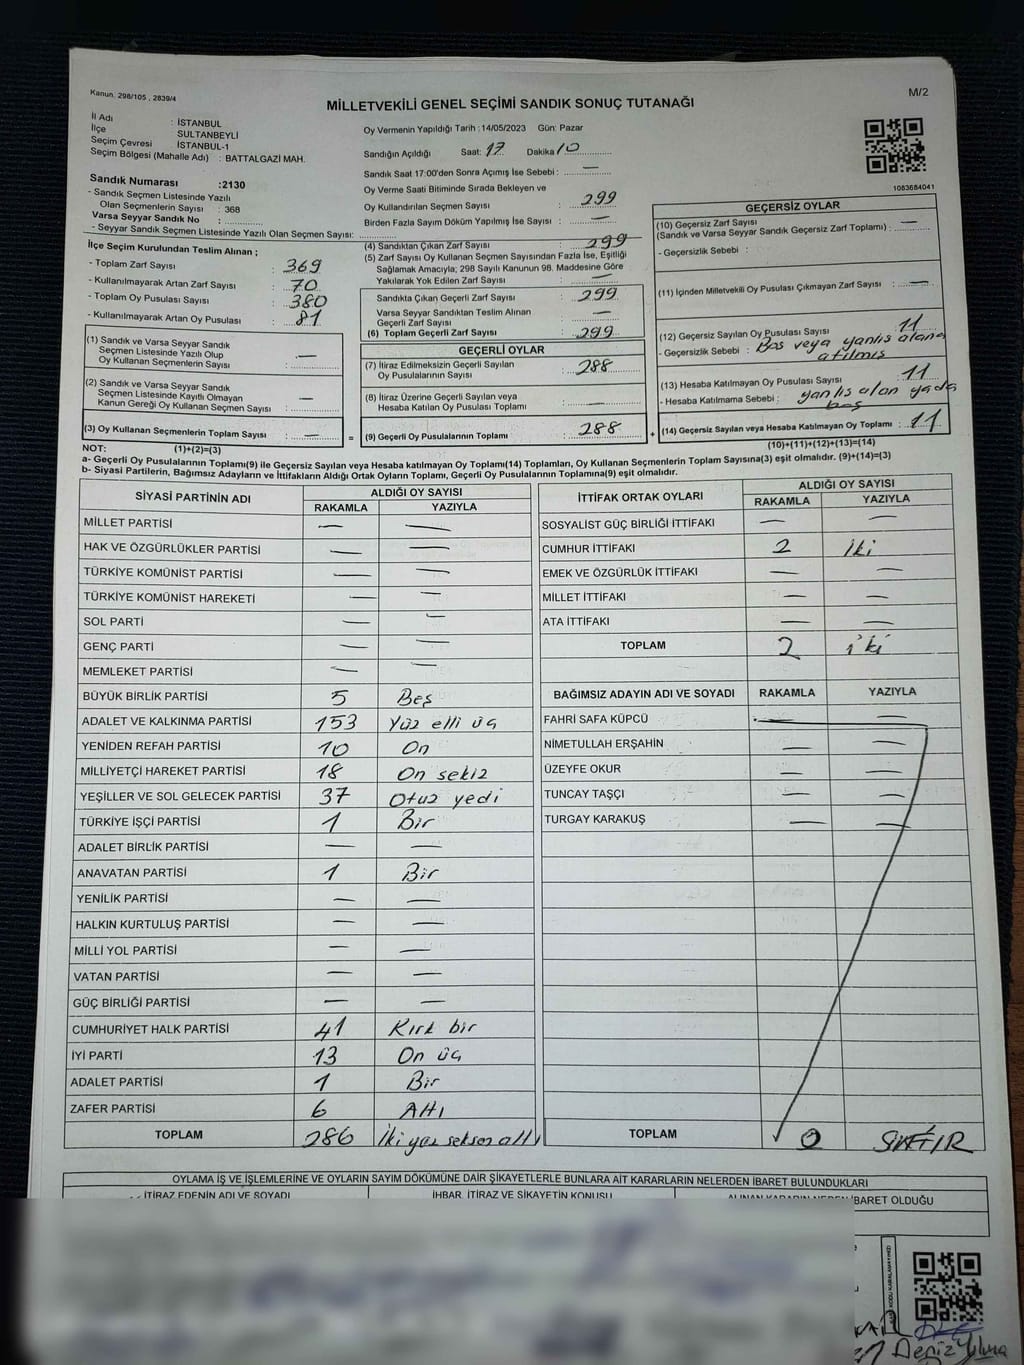 Kanun. 298/105 , 2839/4
M/2
MİLLETVEKİLİ GENEL SEÇİMİ SANDIK SONUÇ TUTANAĞI
İl Adı : İSTANBUL
İlçe SULTANBEYLİ
Seçim Çevresi İSTANBUL-1
Seçim Bölgesi (Mahalle Adı) : BATTALGAZİ MAH.
Oy Vermenin Yapıldığı Tarih : 14/05/2023 Gün: Pazar
Sandığın Açıldığı Saat: 17 Dakika 10
Sandık Saat 17:00'den Sonra Açımış İse Sebebi : —
Oy Verme Saati Bitiminde Sırada Bekleyen ve
Oy Kullandırılan Seçmen Sayısı : 299
Birden Fazla Sayım Döküm Yapılmış İse Sayısı : —
1083684041
Sandık Numarası :2130
- Sandık Seçmen Listesinde Yazılı
Olan Seçmenlerin Sayısı : 368
Varsa Seyyar Sandık No :
- Seyyar Sandık Seçmen Listesinde Yazılı Olan Seçmen Sayısı:
İlçe Seçim Kurulundan Teslim Alınan ;
- Toplam Zarf Sayısı : 369
- Kullanılmayarak Artan Zarf Sayısı : 70
- Toplam Oy Pusulası Sayısı : 380
- Kullanılmayarak Artan Oy Pusulası : 81
(1) Sandık ve Varsa Seyyar Sandık
Seçmen Listesinde Yazılı Olup
Oy Kullanan Seçmenlerin Sayısı : —
(2) Sandık ve Varsa Seyyar Sandık
Seçmen Listesinde Kayıtlı Olmayan
Kanun Gereği Oy Kullanan Seçmen Sayısı : —
(3) Oy Kullanan Seçmenlerin Toplam Sayısı : —
(4) Sandıktan Çıkan Zarf Sayısı : 299
(5) Zarf Sayısı Oy Kullanan Seçmen Sayısından Fazla İse, Eşitliği
Sağlamak Amacıyla; 298 Sayılı Kanunun 98. Maddesine Göre
Yakılarak Yok Edilen Zarf Sayısı : —
Sandıkta Çıkan Geçerli Zarf Sayısı : 299
Varsa Seyyar Sandıktan Teslim Alınan
Geçerli Zarf Sayısı : —
(6) Toplam Geçerli Zarf Sayısı : 299
GEÇERLİ OYLAR
(7) İtiraz Edilmeksizin Geçerli Sayılan
Oy Pusulalarının Sayısı : 288
(8) İtiraz Üzerine Geçerli Sayılan veya
Hesaba Katılan Oy Pusulası Toplamı : —
= (9) Geçerli Oy Pusulalarının Toplamı : 288 +
GEÇERSİZ OYLAR
(10) Geçersiz Zarf Sayısı
(Sandık ve Varsa Seyyar Sandık Geçersiz Zarf Toplamı) : —
- Geçersizlik Sebebi :
(11) İçinden Milletvekili Oy Pusulası Çıkmayan Zarf Sayısı : —
(12) Geçersiz Sayılan Oy Pusulası Sayısı : 11
- Geçersizlik Sebebi : Boş veya yanlış alana
atılmış
(13) Hesaba Katılmayan Oy Pusulası Sayısı : 11
- Hesaba Katılmama Sebebi : yanlış alan yada
boş
(14) Geçersiz Sayılan veya Hesaba Katılmayan Oy Toplamı : 11
NOT: (1)+(2)=(3)
(10)+(11)+(12)+(13)=(14)
a- Geçerli Oy Pusulalarının Toplamı(9) ile Geçersiz Sayılan veya Hesaba katılmayan Oy Toplamı(14) Toplamları, Oy Kullanan Seçmenlerin Toplam Sayısına(3) eşit olmalıdır. (9)+(14)=(3)
b- Siyasi Partilerin, Bağımsız Adayların ve İttifakların Aldığı Ortak Oyların Toplamı, Geçerli Oy Pusulalarının Toplamına(9) eşit olmalıdır.
SİYASİ PARTİNİN ADI ALDIĞI OY SAYISI
RAKAMLA YAZIYLA
MİLLET PARTİSİ — —
HAK VE ÖZGÜRLÜKLER PARTİSİ — —
TÜRKİYE KOMÜNİST PARTİSİ — —
TÜRKİYE KOMÜNİST HAREKETİ — —
SOL PARTİ — —
GENÇ PARTİ — —
MEMLEKET PARTİSİ — —
BÜYÜK BİRLİK PARTİSİ 5 Beş
ADALET VE KALKINMA PARTİSİ 153 Yüz elli üç
YENİDEN REFAH PARTİSİ 10 On
MİLLİYETÇİ HAREKET PARTİSİ 18 On sekiz
YEŞİLLER VE SOL GELECEK PARTİSİ 37 Otuz yedi
TÜRKİYE İŞÇİ PARTİSİ 1 Bir
ADALET BİRLİK PARTİSİ — —
ANAVATAN PARTİSİ 1 Bir
YENİLİK PARTİSİ — —
HALKIN KURTULUŞ PARTİSİ — —
MİLLİ YOL PARTİSİ — —
VATAN PARTİSİ — —
GÜÇ BİRLİĞİ PARTİSİ — —
CUMHURİYET HALK PARTİSİ 41 Kırk bir
İYİ PARTİ 13 On üç
ADALET PARTİSİ 1 Bir
ZAFER PARTİSİ 6 Altı
TOPLAM 286 İki yüz seksen altı
İTTİFAK ORTAK OYLARI ALDIĞI OY SAYISI
RAKAMLA YAZIYLA
SOSYALİST GÜÇ BİRLİĞİ İTTİFAKI — —
CUMHUR İTTİFAKI 2 İki
EMEK VE ÖZGÜRLÜK İTTİFAKI — —
MİLLET İTTİFAKI — —
ATA İTTİFAKI — —
TOPLAM 2 iki
BAĞIMSIZ ADAYIN ADI VE SOYADI RAKAMLA YAZIYLA
FAHRİ SAFA KÜPCÜ — —
NİMETULLAH ERŞAHİN — —
ÜZEYFE OKUR — —
TUNCAY TAŞÇI — —
TURGAY KARAKUŞ — —
TOPLAM 0 SIFIR
OYLAMA İŞ VE İŞLEMLERİNE VE OYLARIN SAYIM DÖKÜMÜNE DAİR ŞİKAYETLERLE BUNLARA AİT KARARLARIN NELERDEN İBARET BULUNDUKLARI
İTİRAZ EDENİN ADI VE SOYADI İHBAR, İTİRAZ VE ŞİKAYETİN KONUSU ALINAN KARARIN NEDEN İBARET OLDUĞU
Deniz Yılma